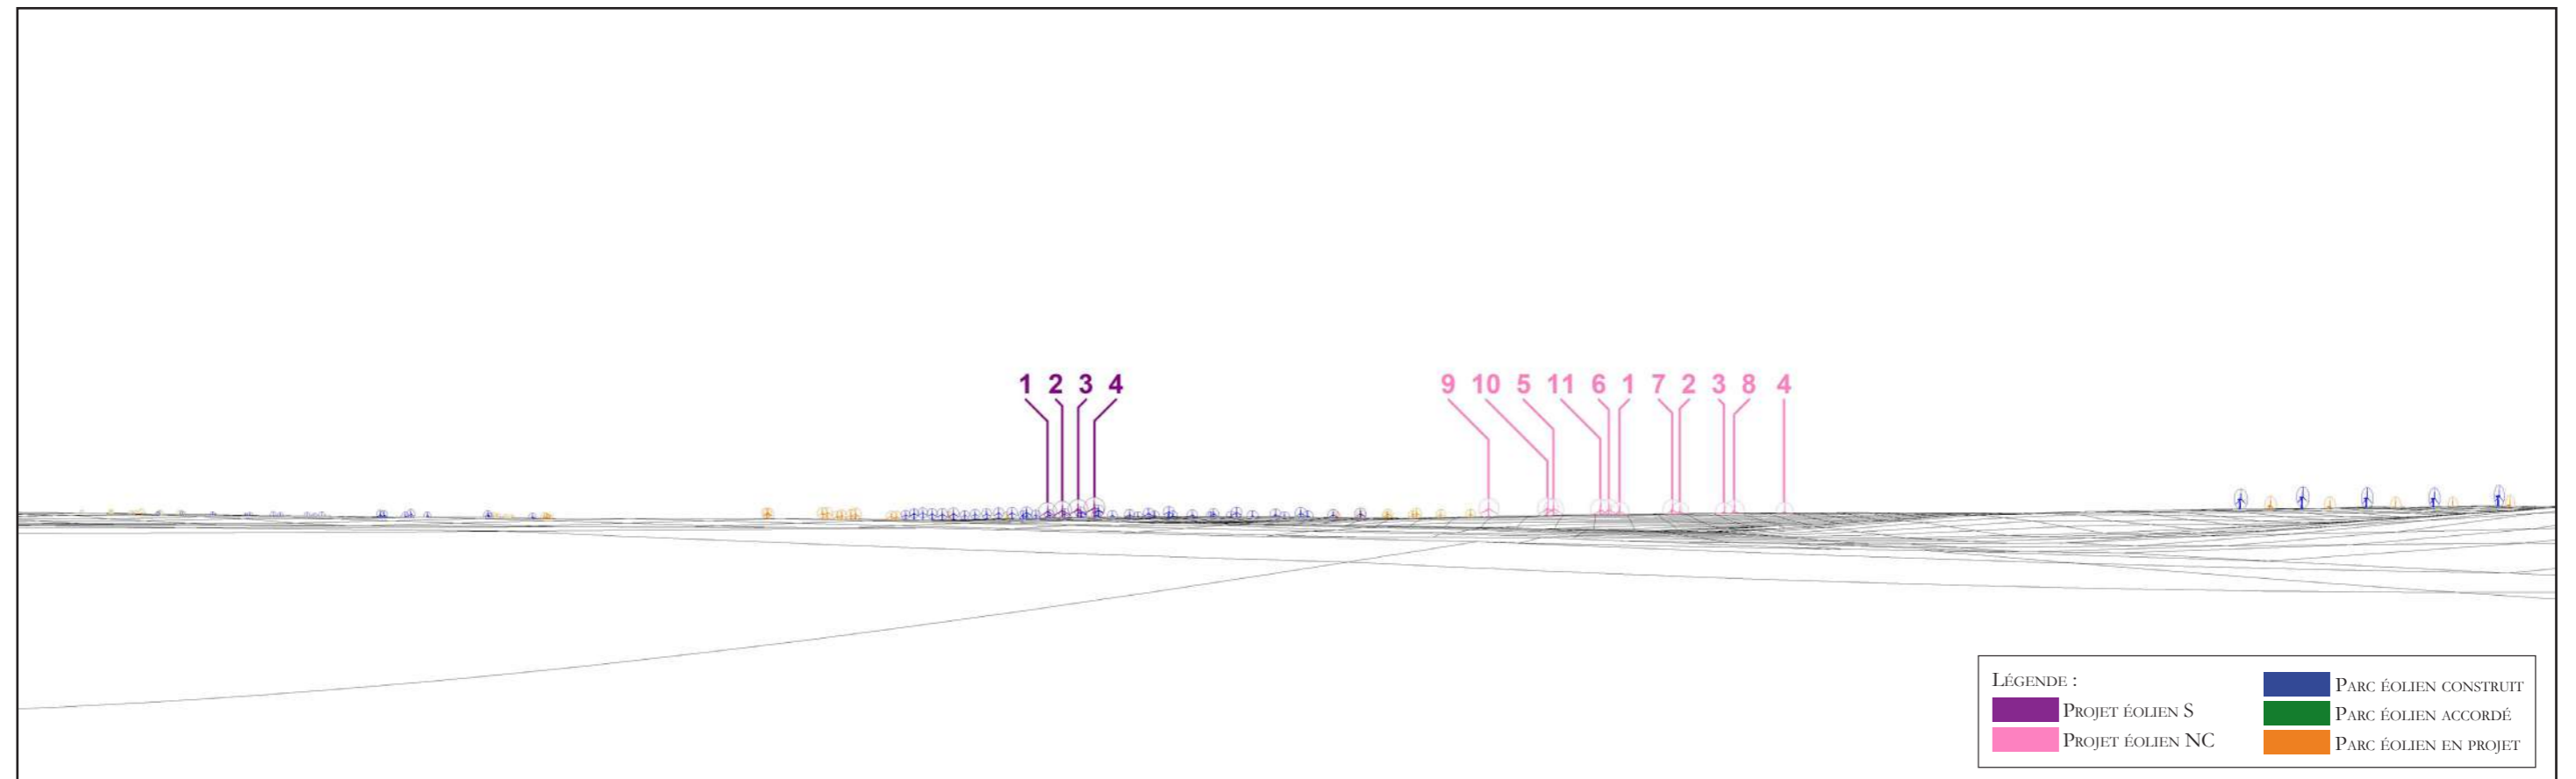 1 2 3 4 9 10 5 11 6 1 7 2 3 8 4
LÉGENDE :
PROJET ÉOLIEN S
PROJET ÉOLIEN NC
PARC ÉOLIEN CONSTRUIT
PARC ÉOLIEN ACCORDÉ
PARC ÉOLIEN EN PROJET